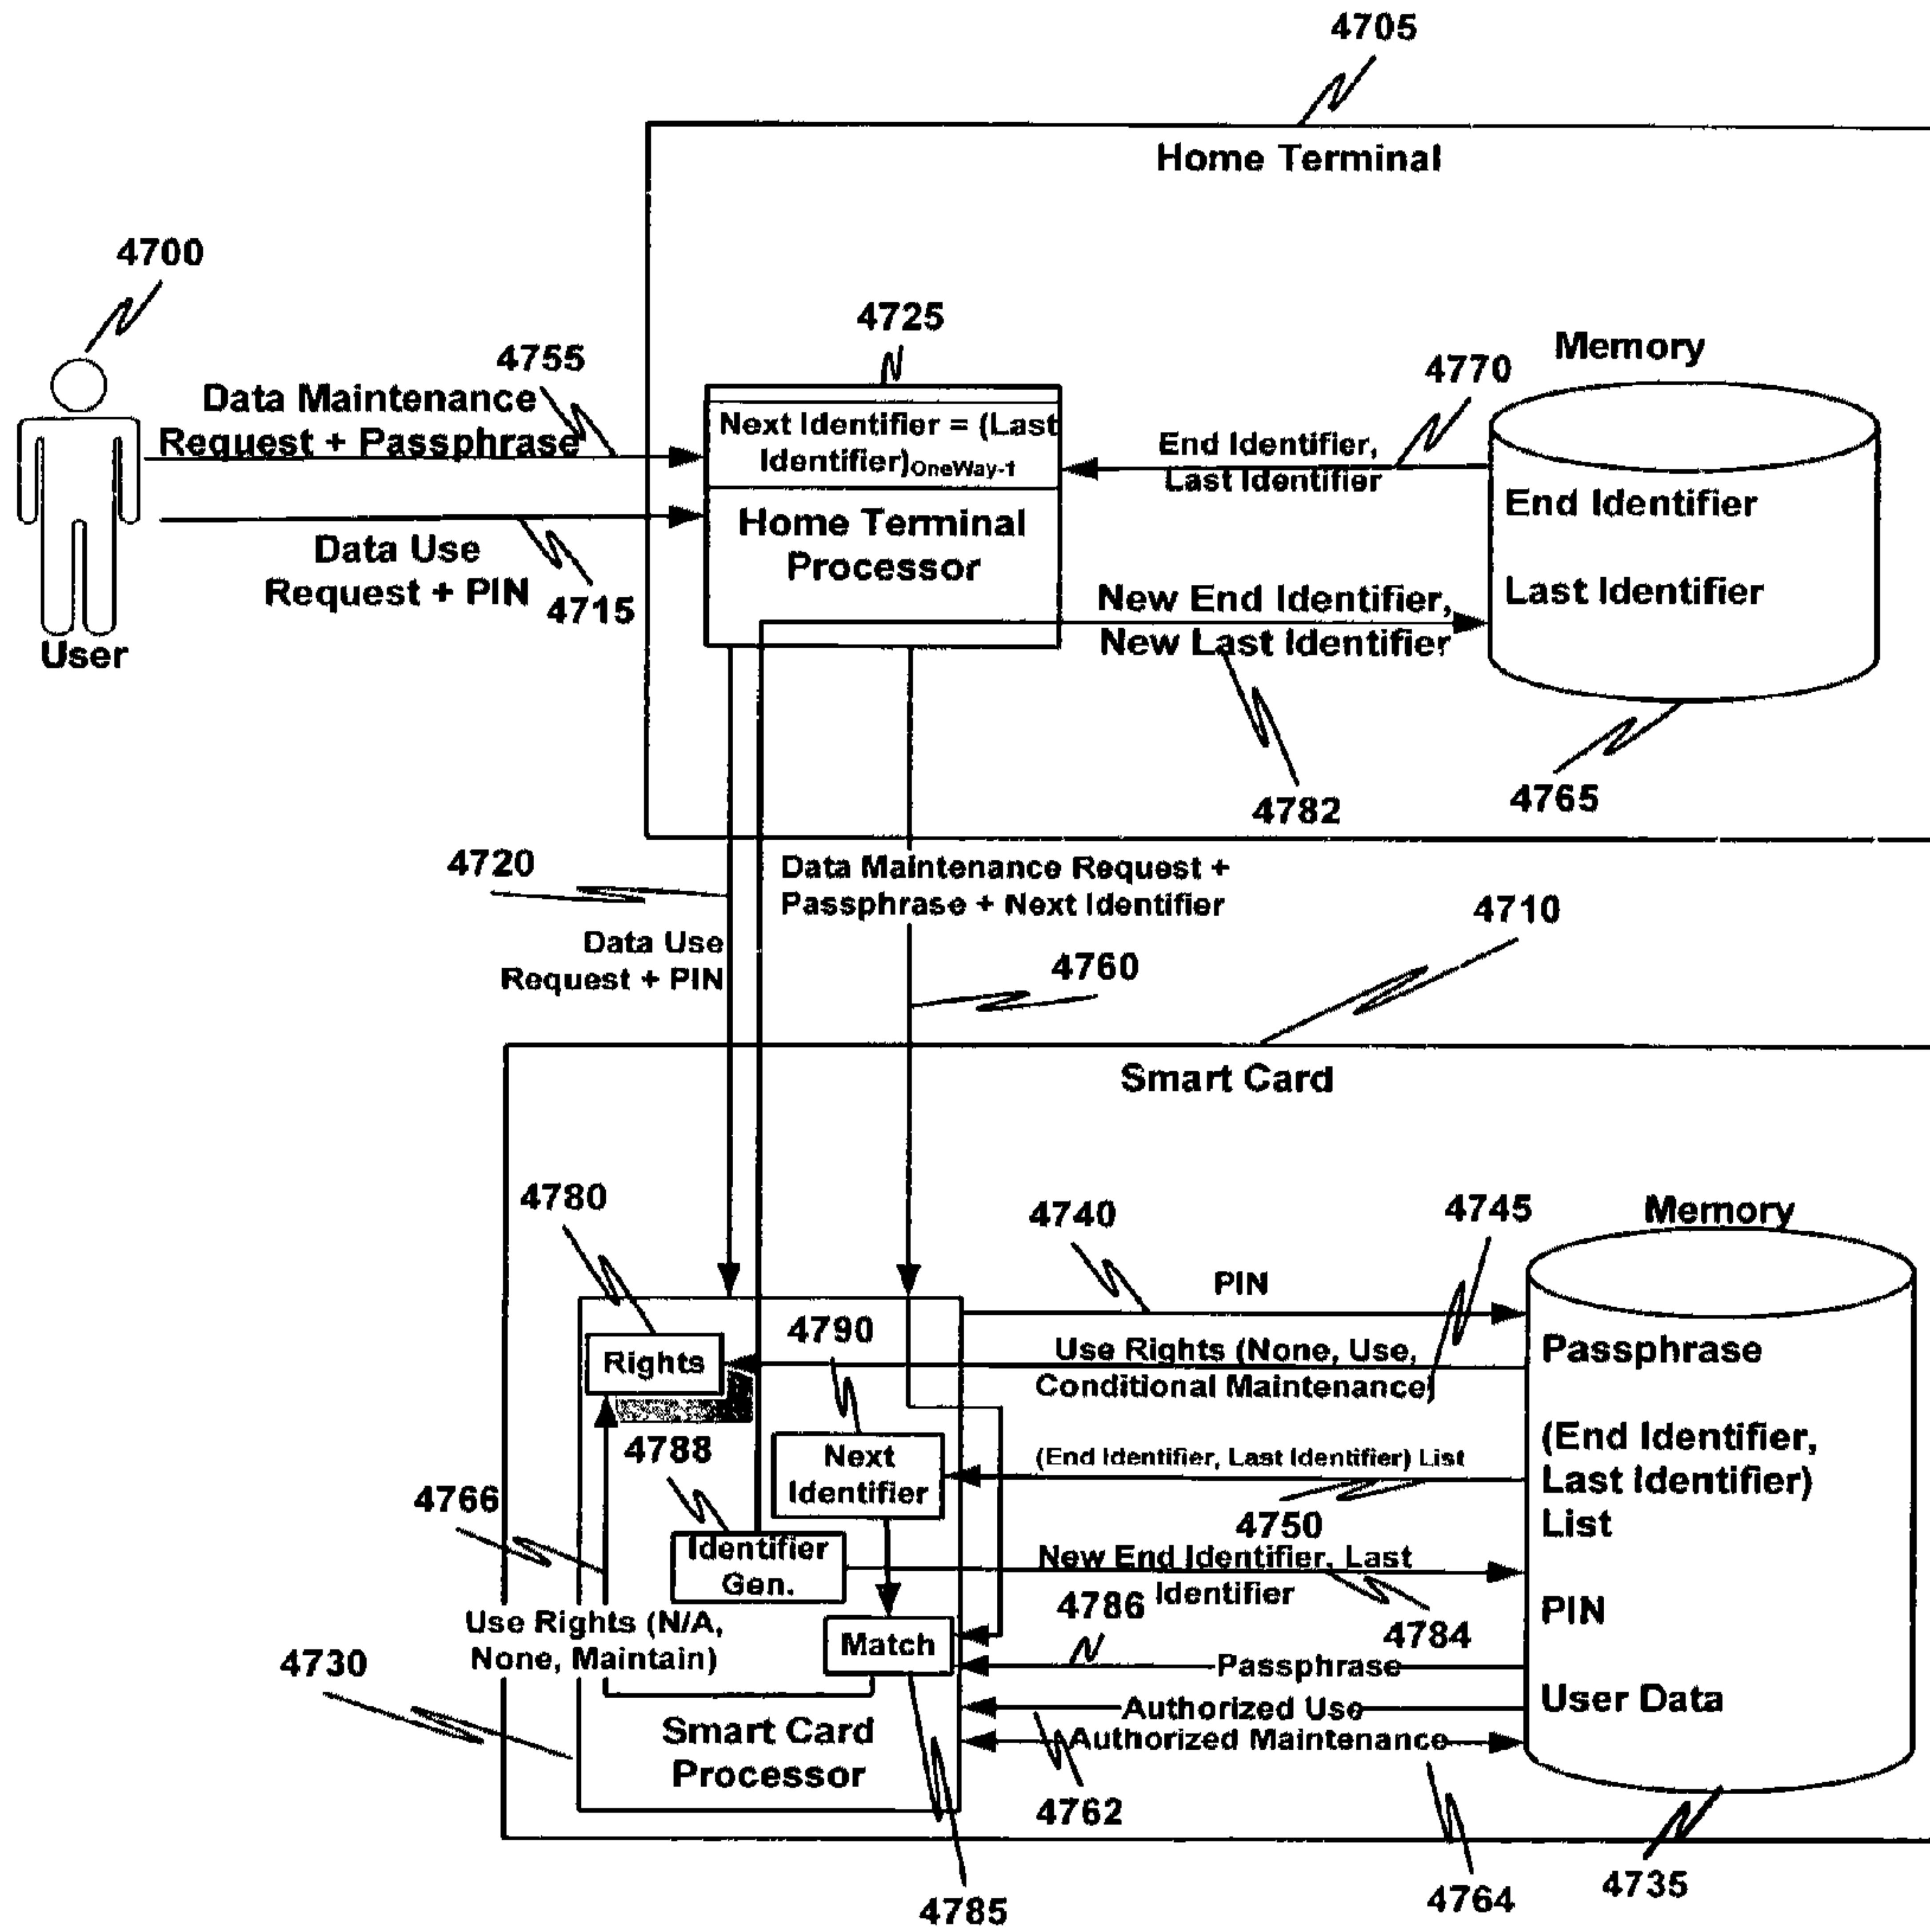 4705
Home Terminal
4700
4725
4755
Data Maintenance
Request + Passphrase
Next Identifier = (Last
Identifier)OneWay-1
Home Terminal
Processor
4770
Memory
End Identifier,
Last Identifier
End Identifier
Last Identifier
Data Use
Request + PIN
4715
User
New End Identifier,
New Last Identifier
4782
4765
4720
Data Maintenance Request +
Passphrase + Next Identifier
4710
Data Use
Request + PIN
4760
Smart Card
4780
4740
4745
Memory
PIN
4790
Rights
Use Rights (None, Use,
Conditional Maintenance)
Passphrase
4788
Next
Identifier
(End Identifier, Last Identifier) List
(End Identifier,
Last Identifier)
List
4766
4750
Identifier
Gen.
New End Identifier, Last
Identifier
4786
4784
PIN
Use Rights (N/A,
None, Maintain)
Match
4730
Passphrase
Authorized Use
User Data
Authorized Maintenance
Smart Card
Processor
4762
4785
4764
4735